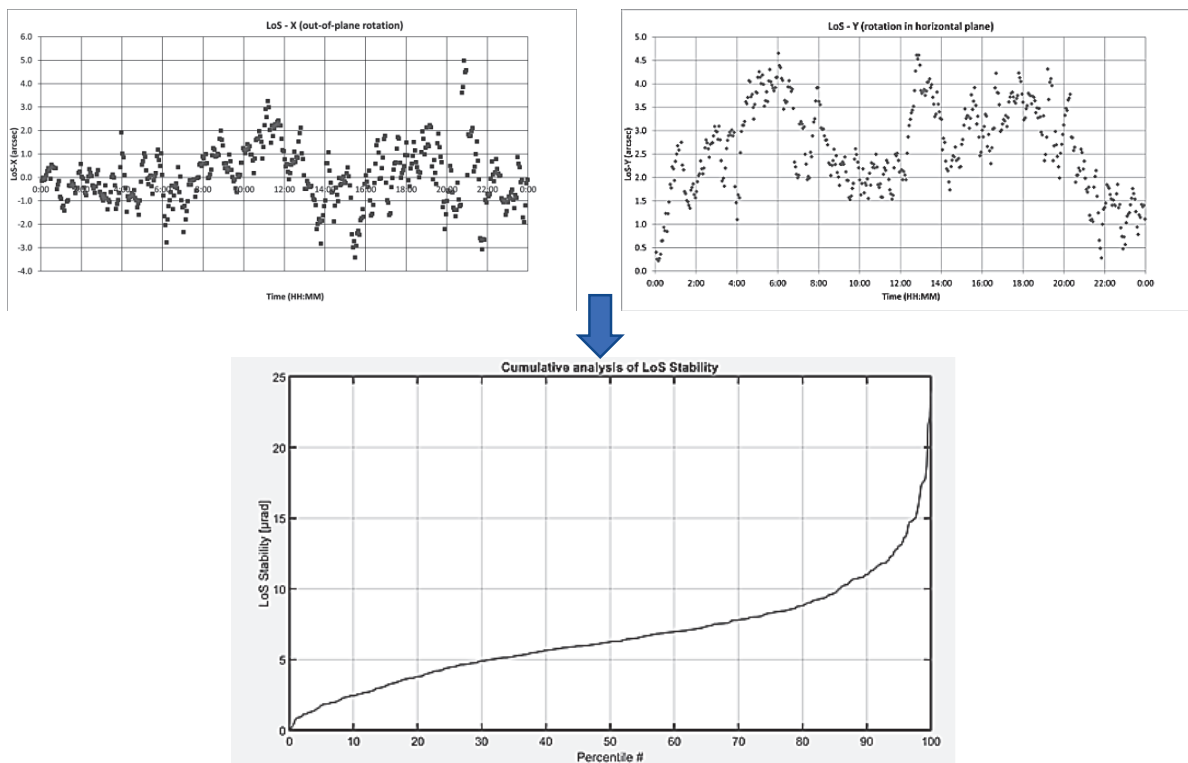 LoS - X (out-of-plane rotation)
6.0
5.0
4.0
3.0
2.0
1.0
0.0
-1.0
-2.0
-3.0
-4.0
LoS-X (arcsec)
0:00 2:00 4:00 6:00 8:00 10:00 12:00 14:00 16:00 18:00 20:00 22:00 0:00
Time (HH:MM)
LoS - Y (rotation in horizontal plane)
5.0
4.5
4.0
3.5
3.0
2.5
2.0
1.5
1.0
0.5
0.0
LoS-Y (arcsec)
0:00 2:00 4:00 6:00 8:00 10:00 12:00 14:00 16:00 18:00 20:00 22:00 0:00
Time (HH:MM)
Cumulative analysis of LoS Stability
25
20
15
10
5
0
LoS Stability [µrad]
0 10 20 30 40 50 60 70 80 90 100
Percentile #